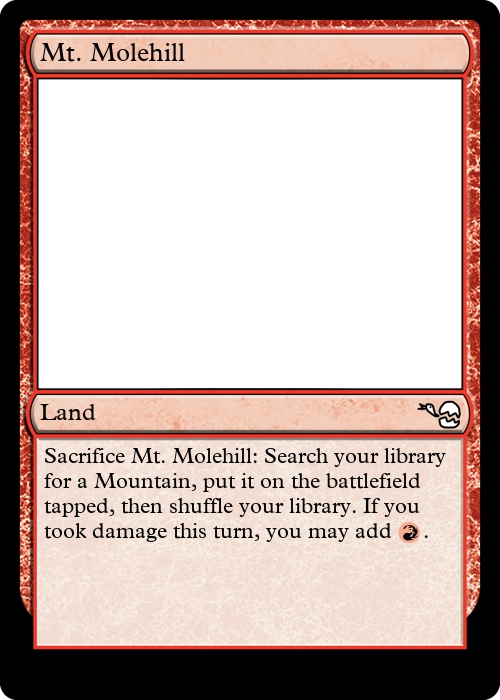 Mt. Molehill
Land
Sacrifice Mt. Molehill: Search your library
for a Mountain, put it on the battlefield
tapped, then shuffle your library. If you
took damage this turn, you may add .